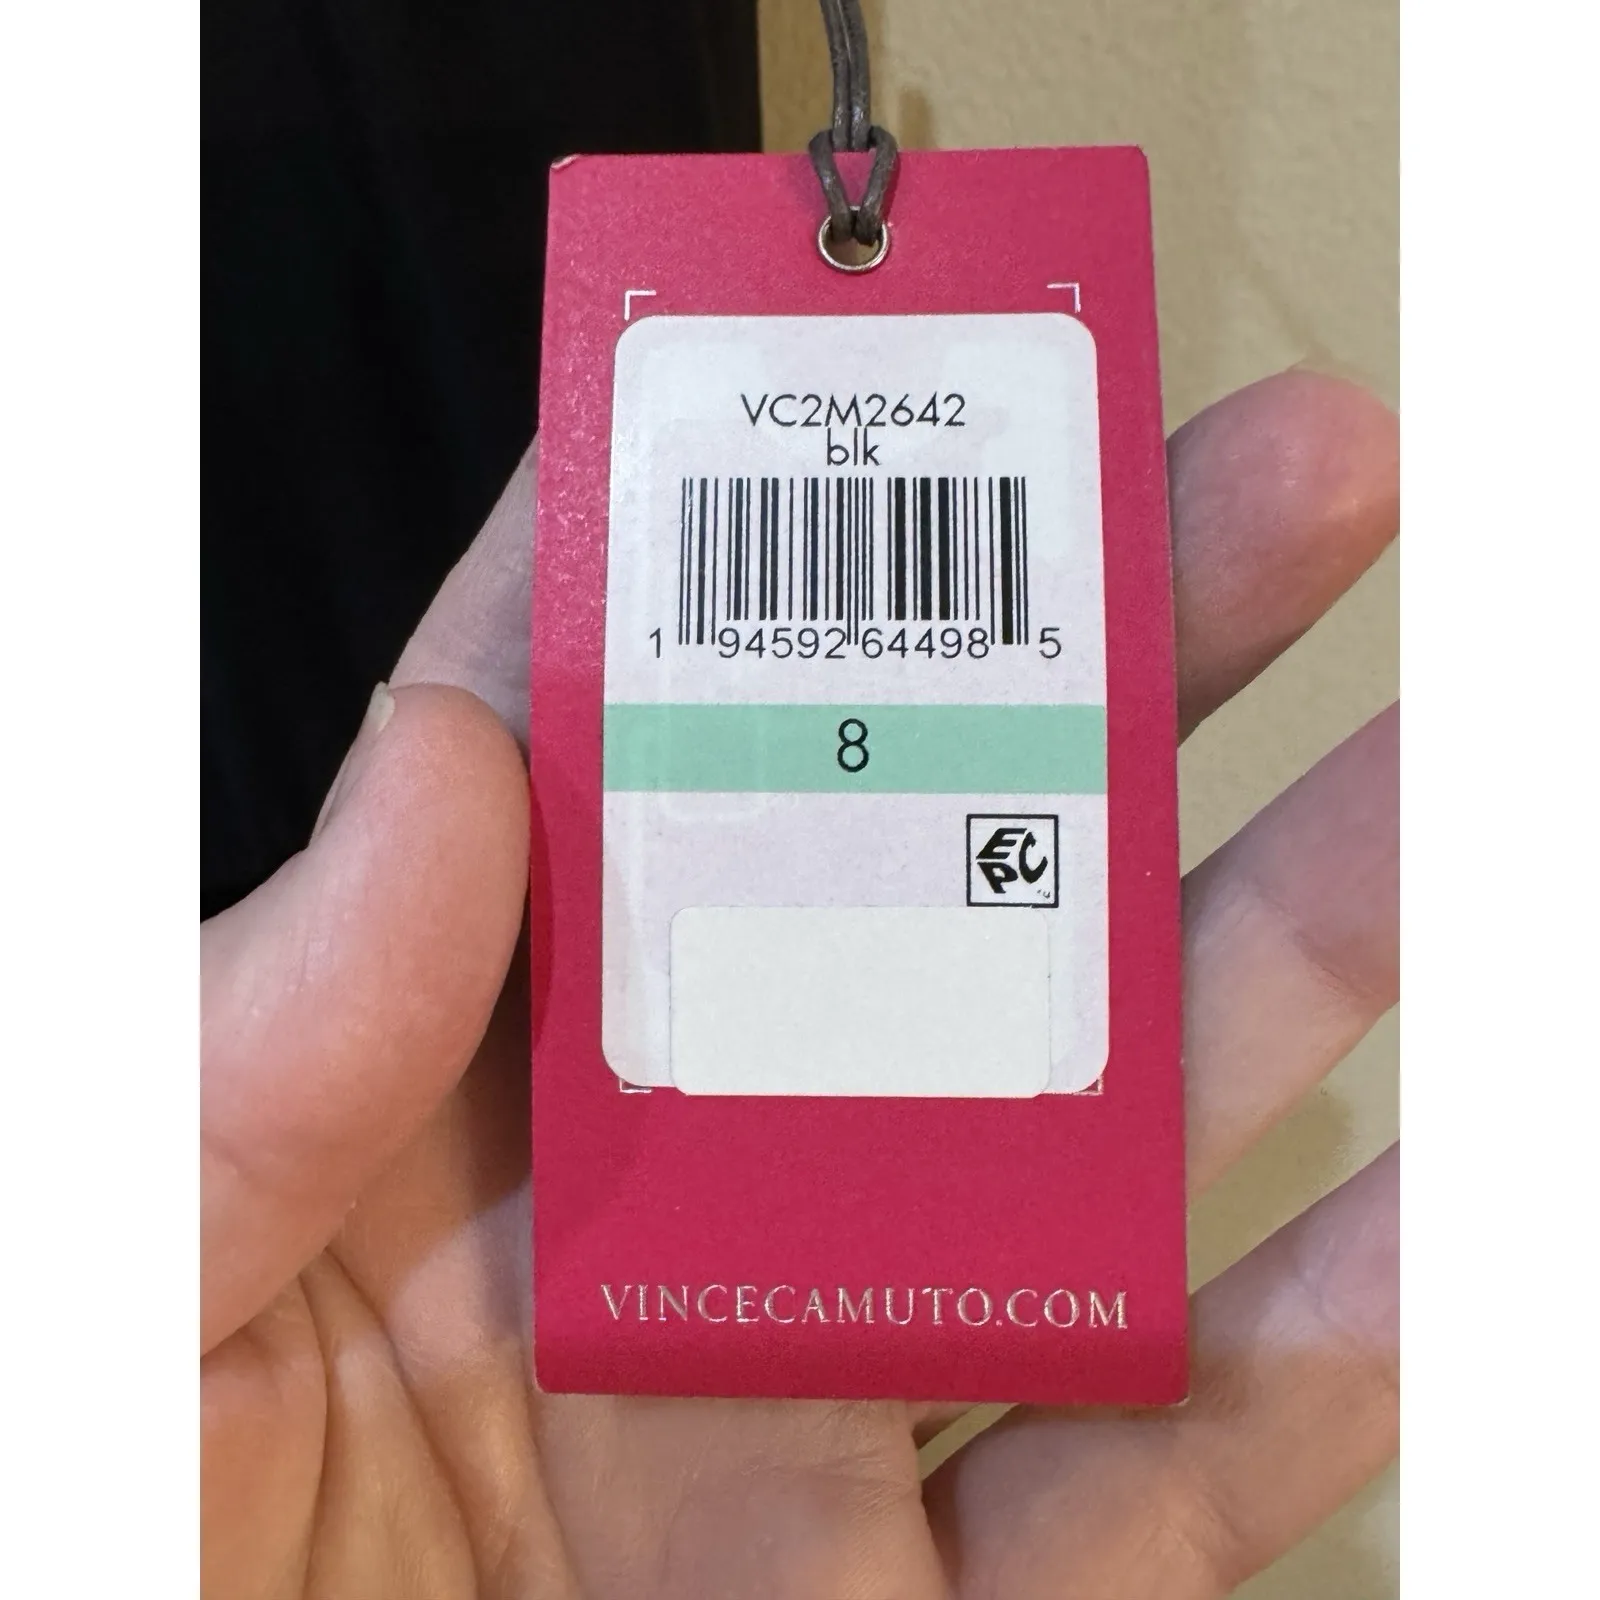 VC2M2642
blk
1 94592 64498 5
8
EPC
VINCECAMUTO.COM